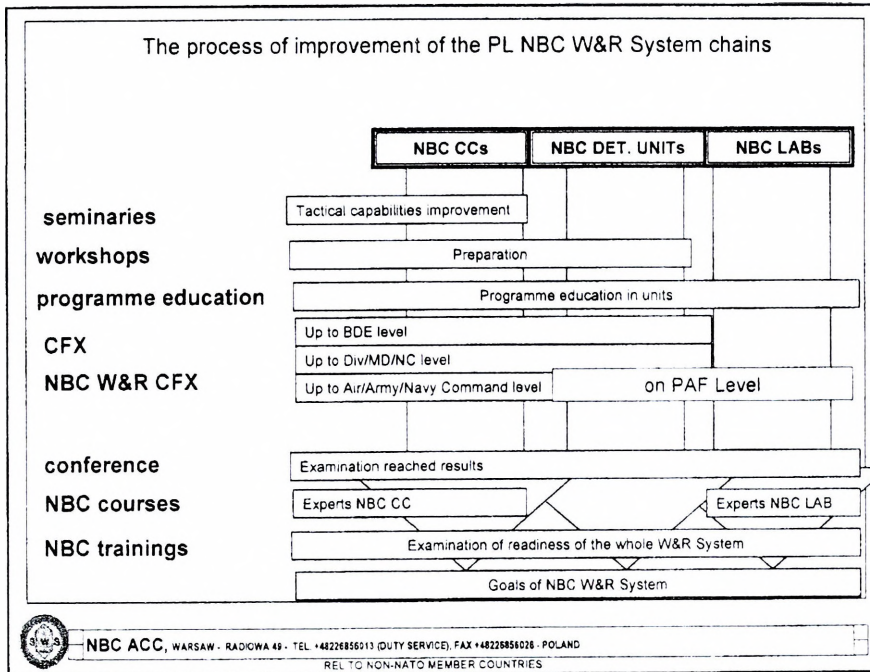 The process of improvement of the PL NBC W&R System chains
NBC CCs NBC DET. UNITs NBC LABs
seminaries Tactical capabilities improvement
workshops Preparation
programme education Programme education in units
CFX Up to BDE level
Up to Div/MD/NC level
NBC W&R CFX Up to Air/Army/Navy Command level on PAF Level
conference Examination reached results
NBC courses Experts NBC CC Experts NBC LAB
NBC trainings Examination of readiness of the whole W&R System
Goals of NBC W&R System
SWS
NBC ACC, WARSAW - RADIOWA 49 - TEL. +48226856013 (DUTY SERVICE), FAX +48226856026 - POLAND
REL TO NON-NATO MEMBER COUNTRIES